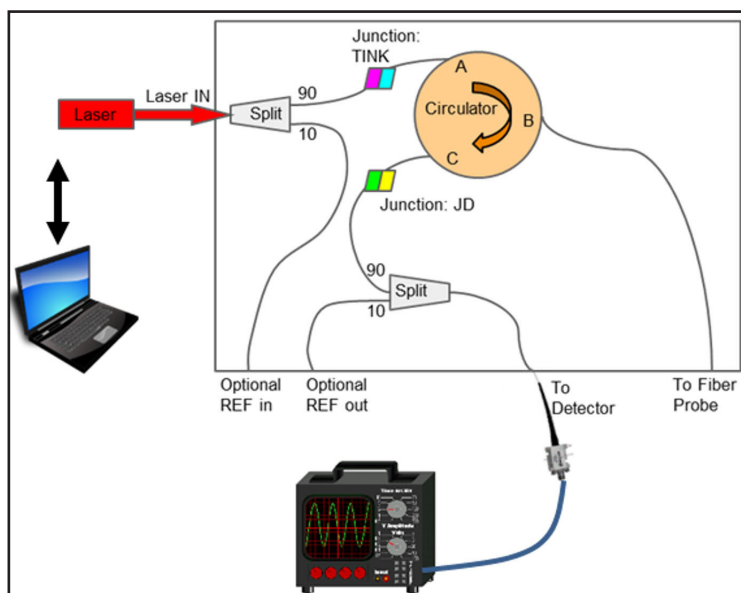 Junction:
TINK
A
Laser IN
90
Laser
Split
Circulator
B
10
C
Junction: JD
90
Split
10
Optional
REF in
Optional
REF out
To
Detector
To Fiber
Probe